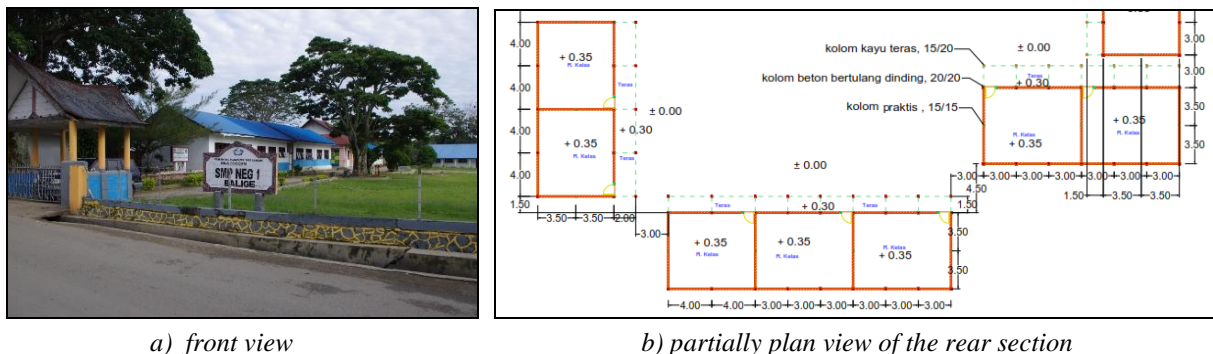 SMP NEG 1
BALIGE
4.00
4.00
4.00
4.00
1.50
+ 0.35
R. Kelas
+ 0.35
R. Kelas
Teras
+ 0.30
Teras
± 0.00
3.50
3.50
2.00
3.00
kolom kayu teras, 15/20
kolom beton bertulang dinding, 20/20
kolom praktis , 15/15
± 0.00
± 0.00
Teras
+ 0.30
Teras
+ 0.35
R. Kelas
+ 0.35
R. Kelas
+ 0.35
R. Kelas
4.00
4.00
3.00
3.00
3.00
3.00
3.00
3.00
3.50
3.50
1.50
4.50
3.00
3.00
3.00
3.00
3.00
1.50
3.50
3.50
Teras
+ 0.30
R. Kelas
+ 0.35
+ 0.35
R. Kelas
3.00
3.00
3.50
3.50
a) front view
b) partially plan view of the rear section